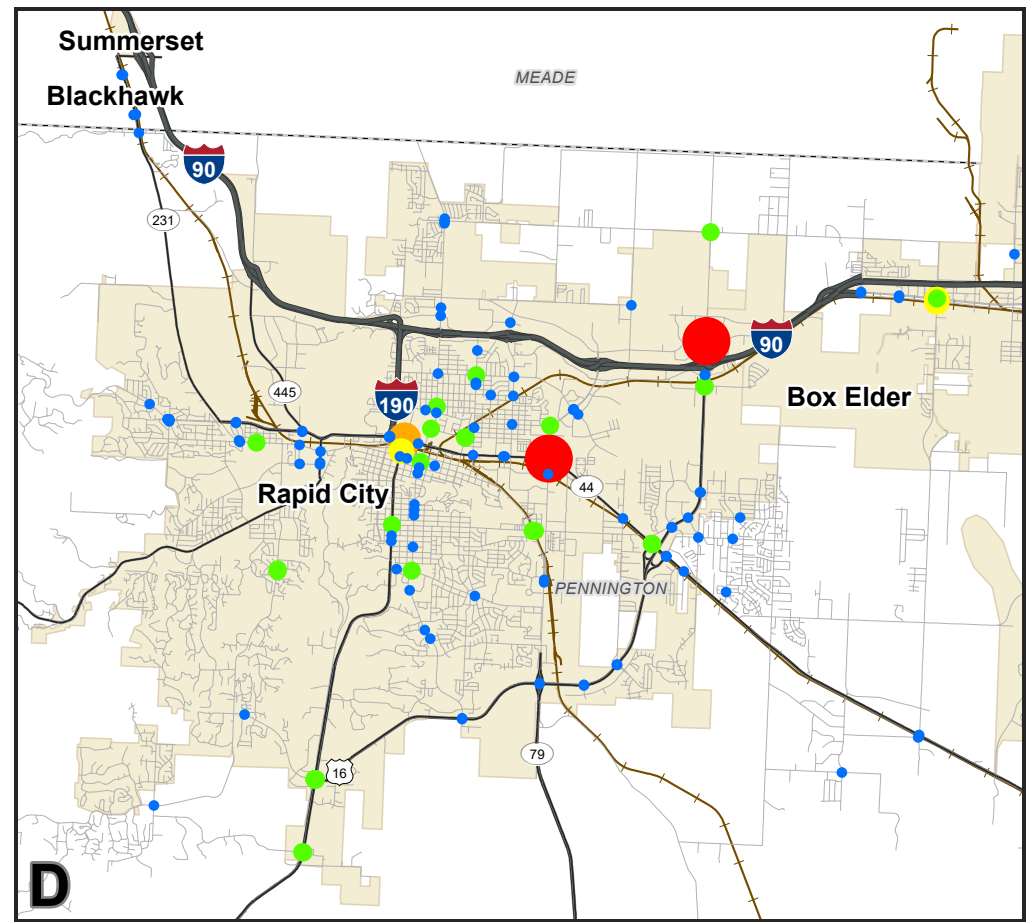 Summerset
MEADE
Blackhawk
90
231
90
445
190
Box Elder
44
Rapid City
PENNINGTON
79
16
D